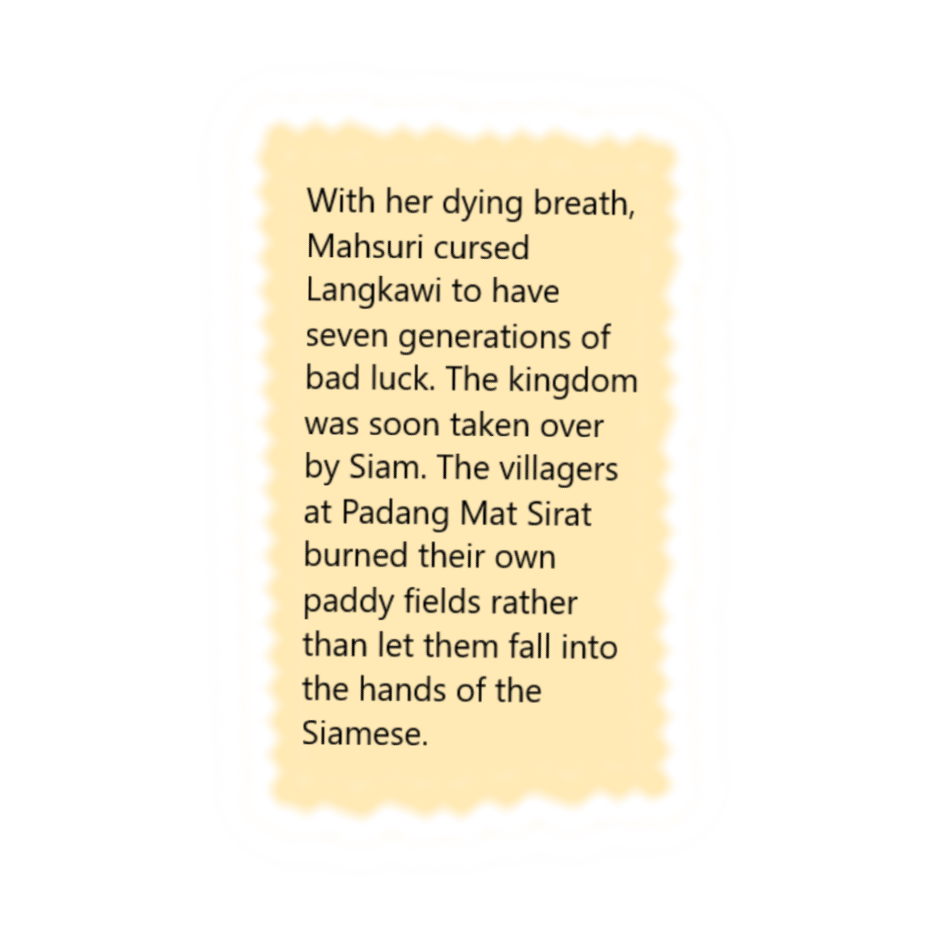 With her dying breath,
Mahsuri cursed
Langkawi to have
seven generations of
bad luck. The kingdom
was soon taken over
by Siam. The villagers
at Padang Mat Sirat
burned their own
paddy fields rather
than let them fall into
the hands of the
Siamese.